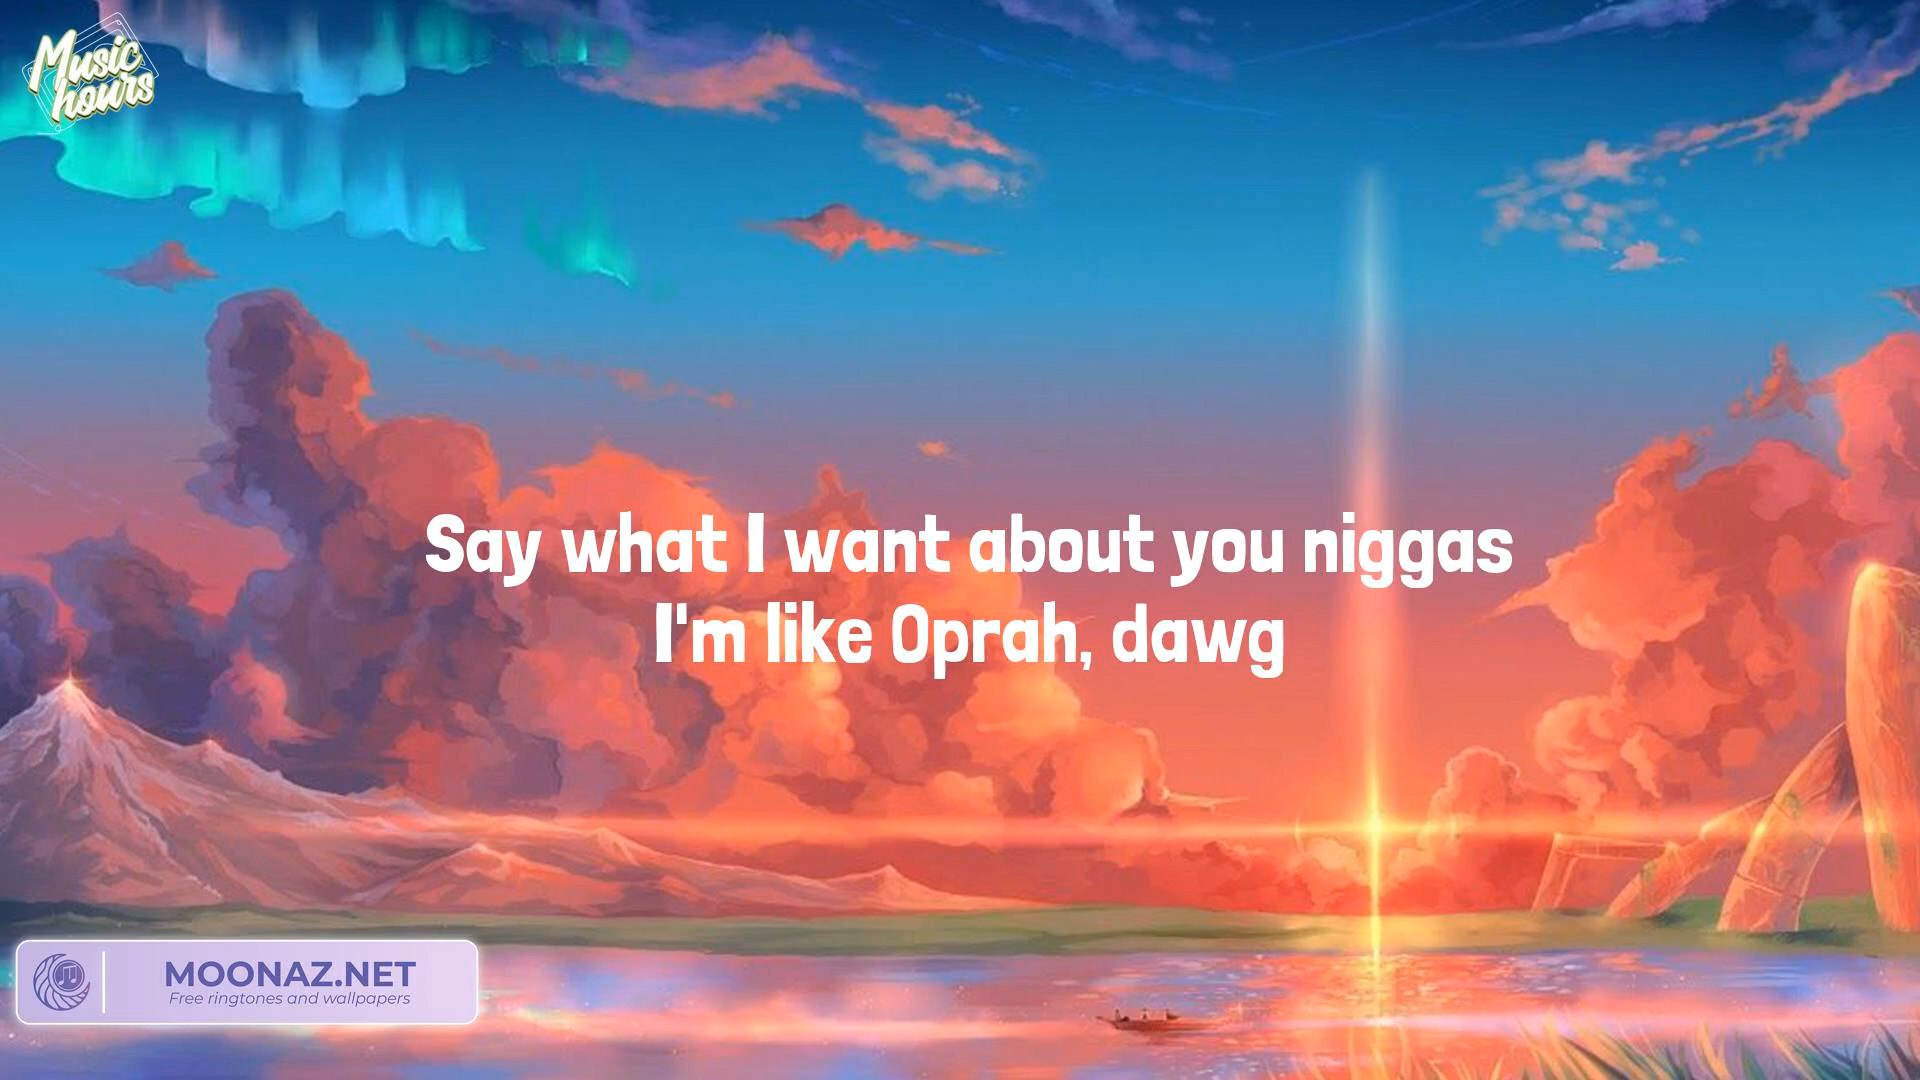 Music
hours
Say what I want about you niggas
I'm like Oprah, dawg
MOONAZ.NET
Free ringtones and wallpapers